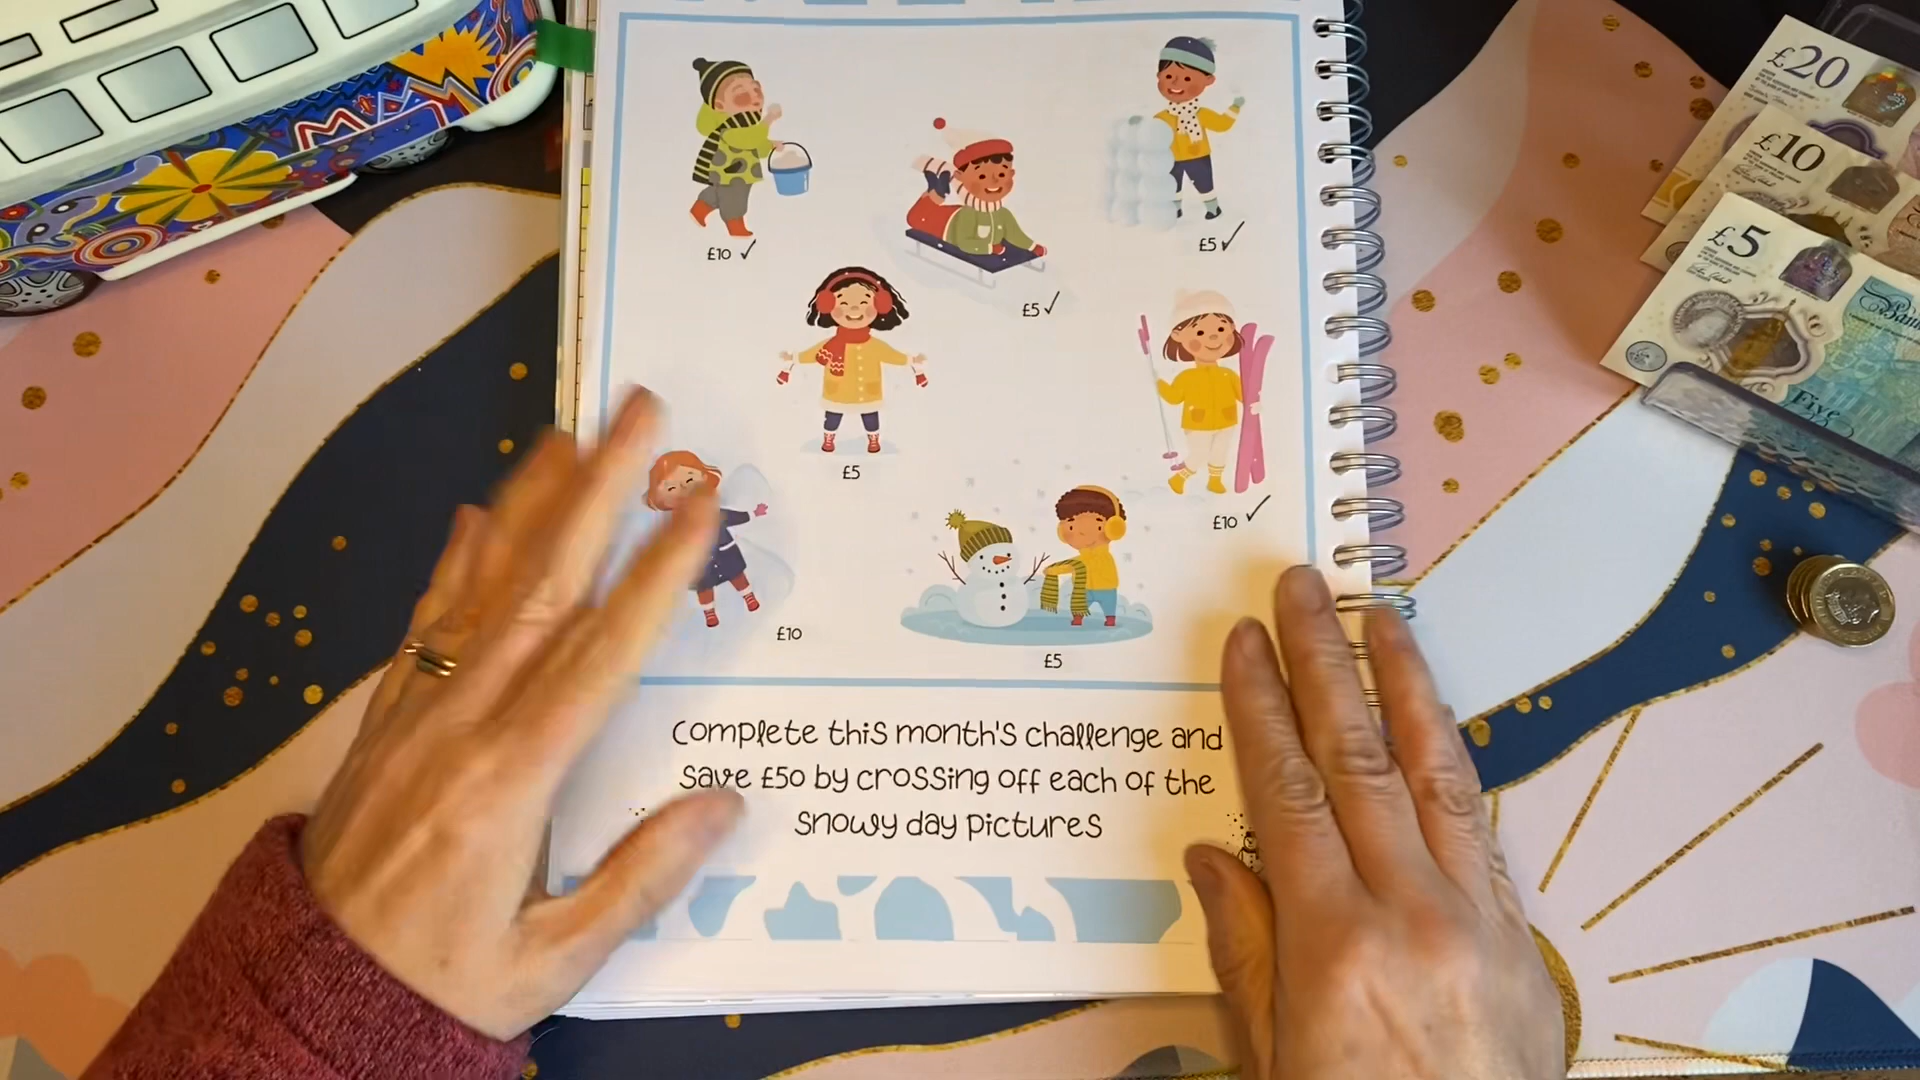 £10 ✓
£5 ✓
£5 ✓
£5
£10 ✓
£10
£5
Complete this month's challenge and
save £50 by crossing off each of the
snowy day pictures
£20
£10
£5
Five